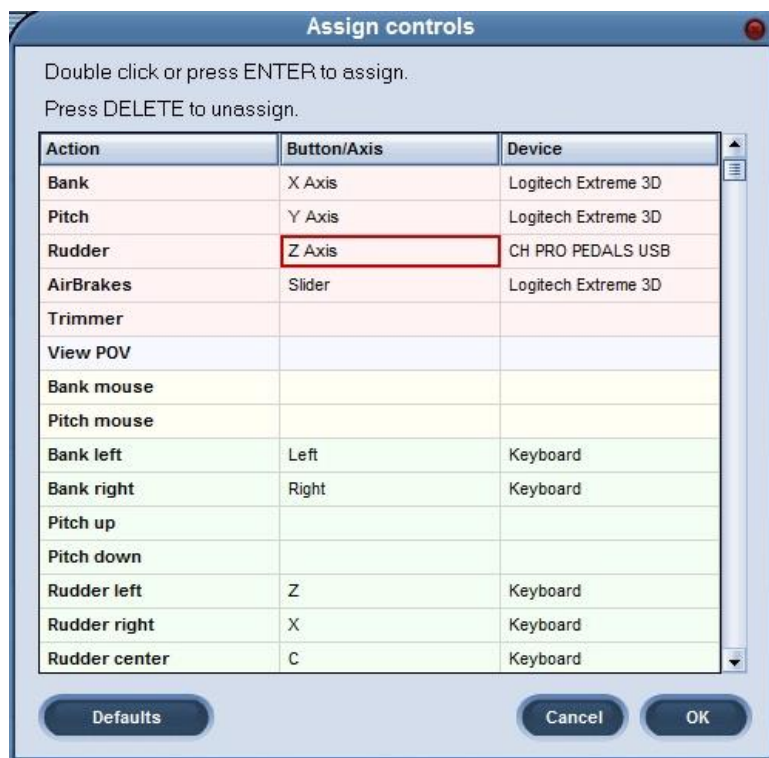 Assign controls
Double click or press ENTER to assign.
Press DELETE to unassign.
Action Button/Axis Device
Bank X Axis Logitech Extreme 3D
Pitch Y Axis Logitech Extreme 3D
Rudder Z Axis CH PRO PEDALS USB
AirBrakes Slider Logitech Extreme 3D
Trimmer
View POV
Bank mouse
Pitch mouse
Bank left Left Keyboard
Bank right Right Keyboard
Pitch up
Pitch down
Rudder left Z Keyboard
Rudder right X Keyboard
Rudder center C Keyboard
Defaults Cancel OK